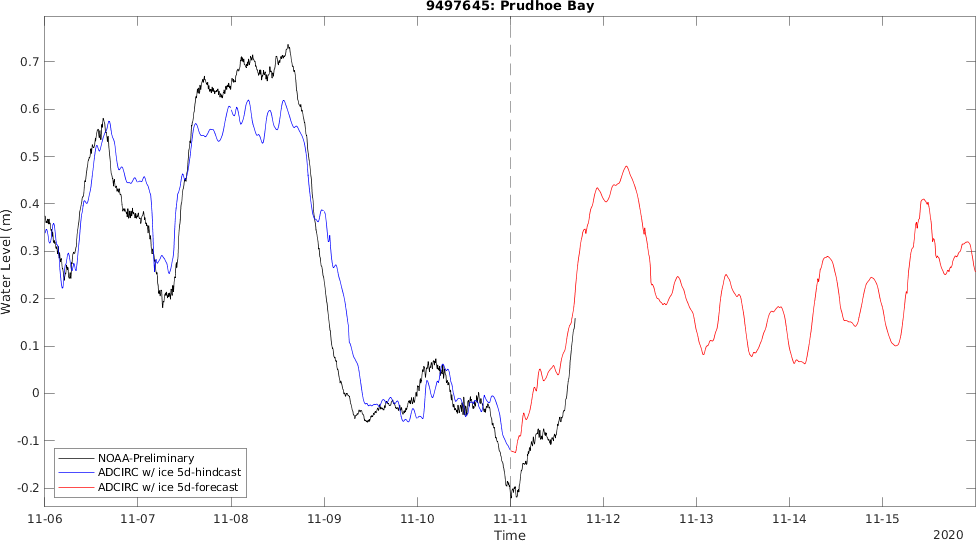 9497645: Prudhoe Bay
0.7
0.6
0.5
0.4
0.3
0.2
0.1
0
-0.1
-0.2
Water Level (m)
NOAA-Preliminary
ADCIRC w/ ice 5d-hindcast
ADCIRC w/ ice 5d-forecast
11-06 11-07 11-08 11-09 11-10 11-11 11-12 11-13 11-14 11-15
Time
2020